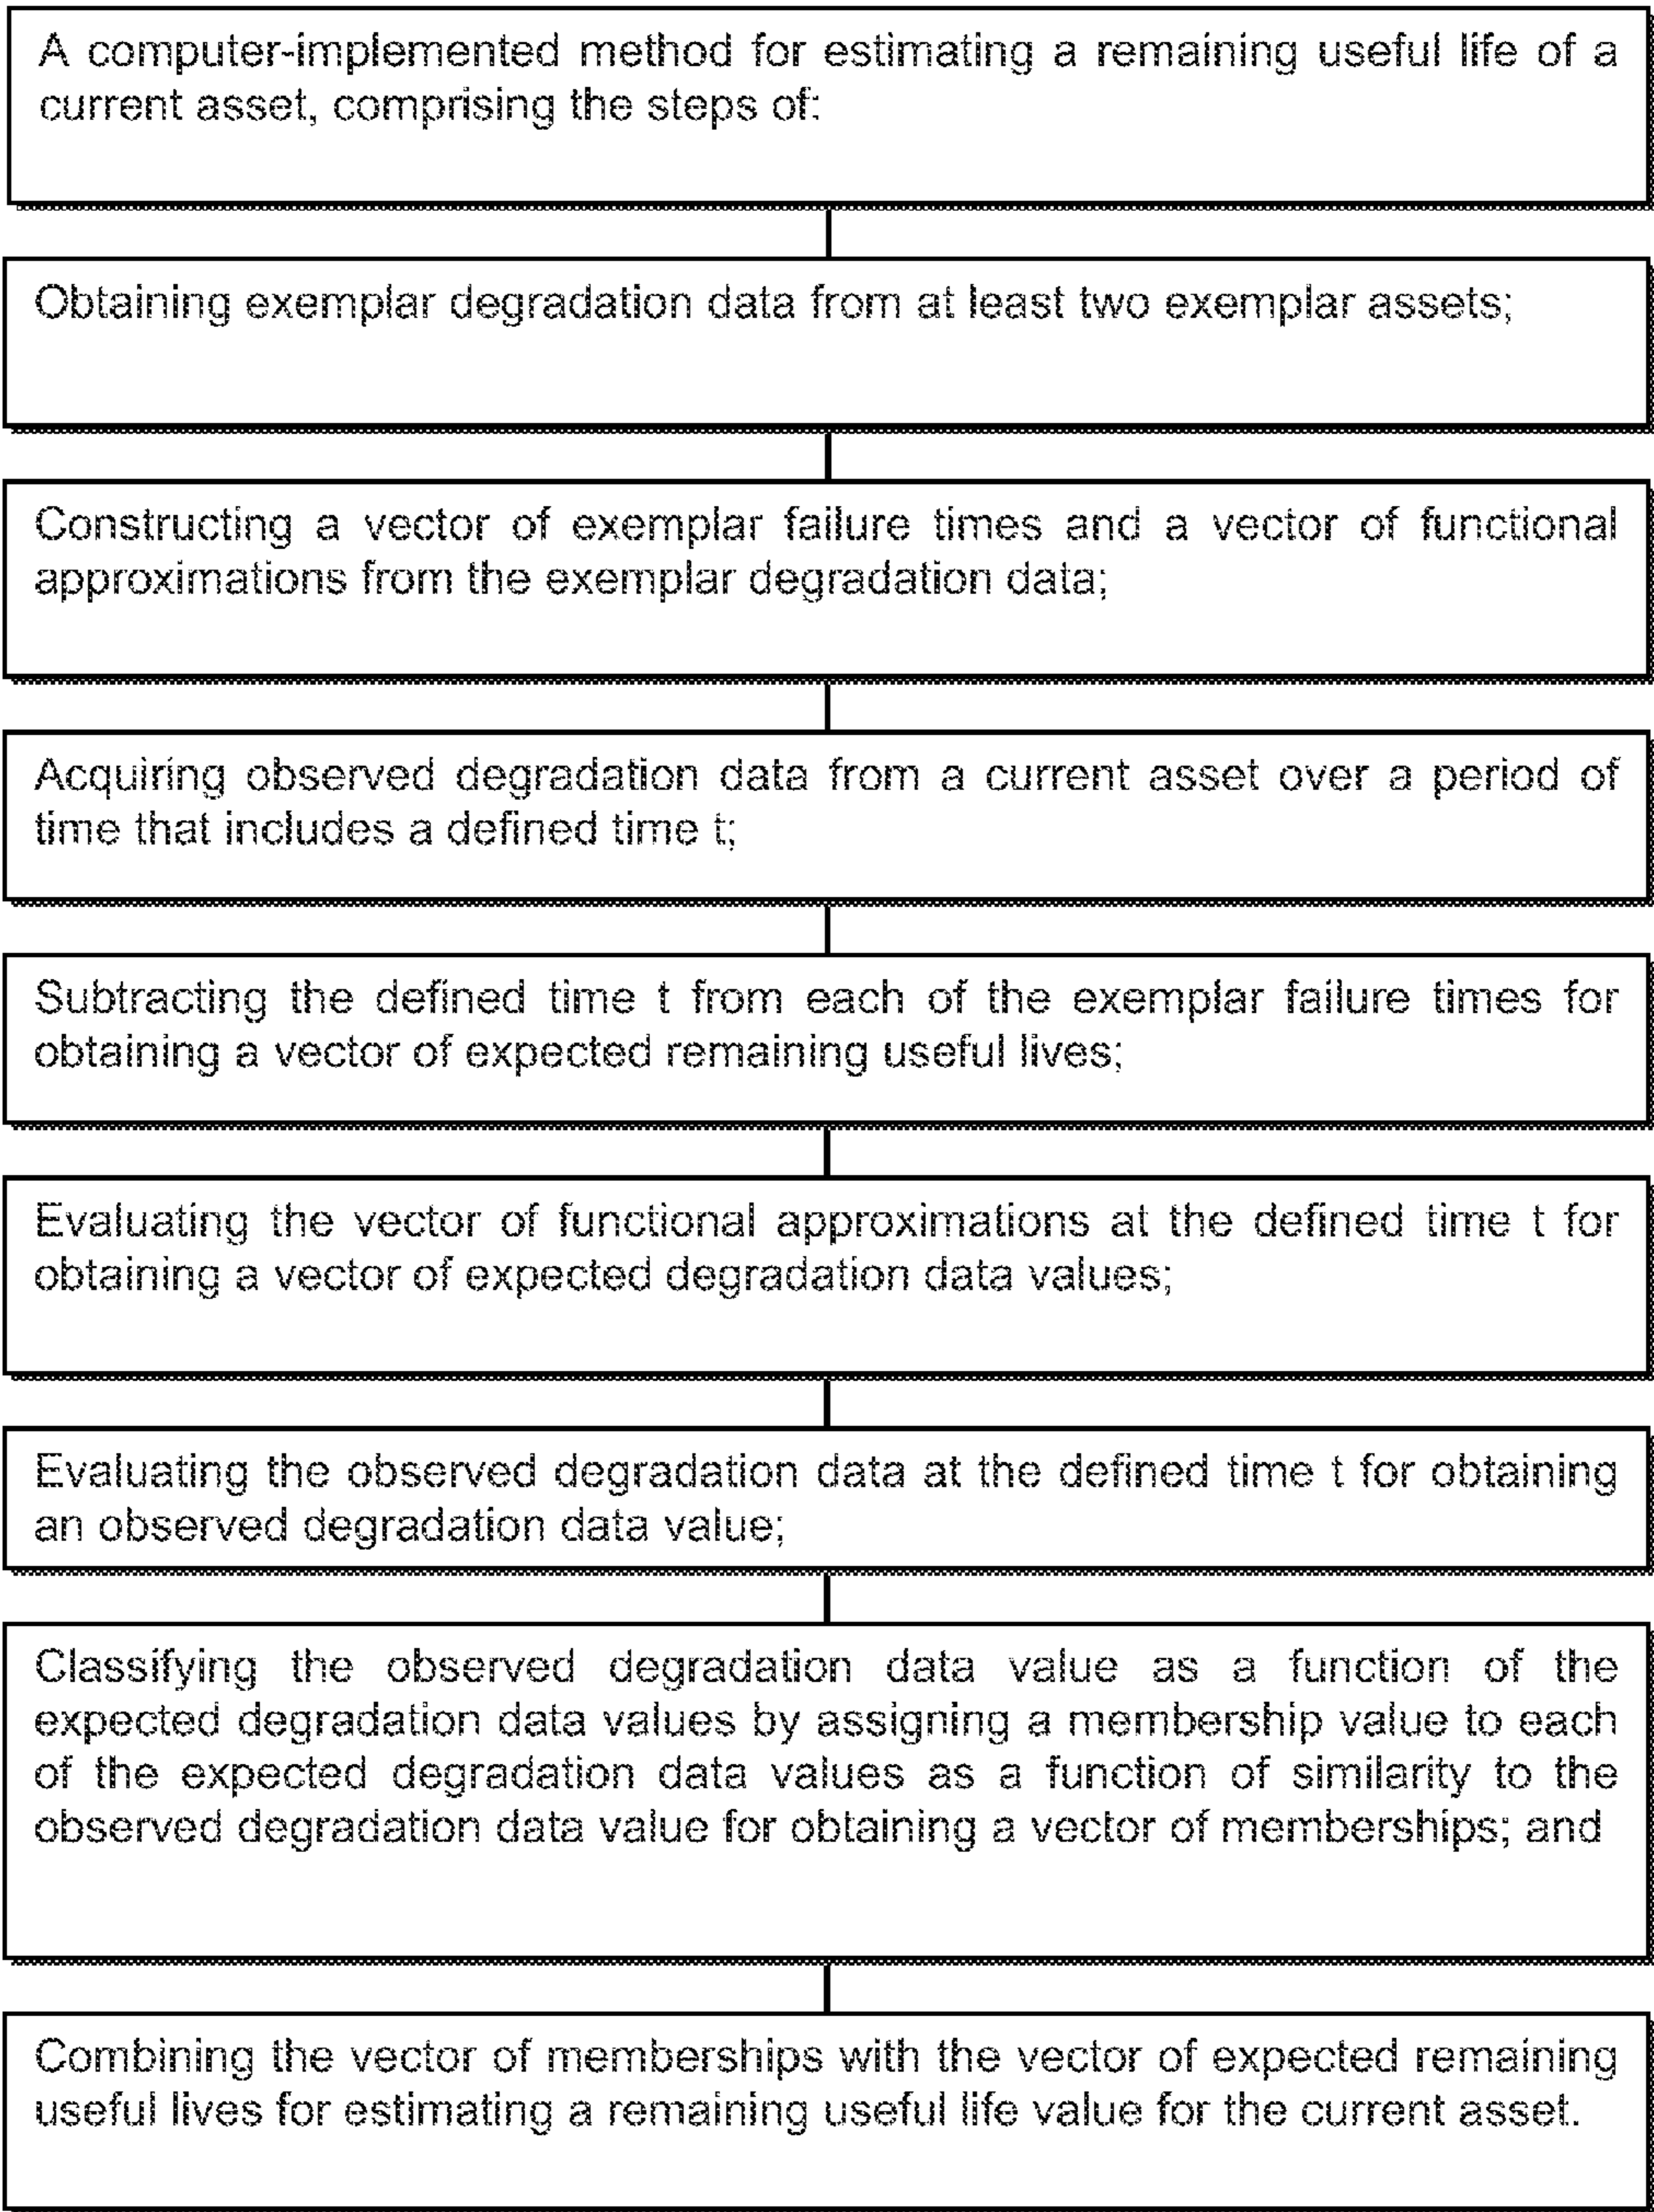 A computer-implemented method for estimating a remaining useful life of a
current asset, comprising the steps of:
Obtaining exemplar degradation data from at least two exemplar assets;
Constructing a vector of exemplar failure times and a vector of functional
approximations from the exemplar degradation data;
Acquiring observed degradation data from a current asset over a period of
time that includes a defined time t;
Subtracting the defined time t from each of the exemplar failure times for
obtaining a vector of expected remaining useful lives;
Evaluating the vector of functional approximations at the defined time t for
obtaining a vector of expected degradation data values;
Evaluating the observed degradation data at the defined time t for obtaining
an observed degradation data value;
Classifying the observed degradation data value as a function of the
expected degradation data values by assigning a membership value to each
of the expected degradation data values as a function of similarity to the
observed degradation data value for obtaining a vector of memberships; and
Combining the vector of memberships with the vector of expected remaining
useful lives for estimating a remaining useful life value for the current asset.